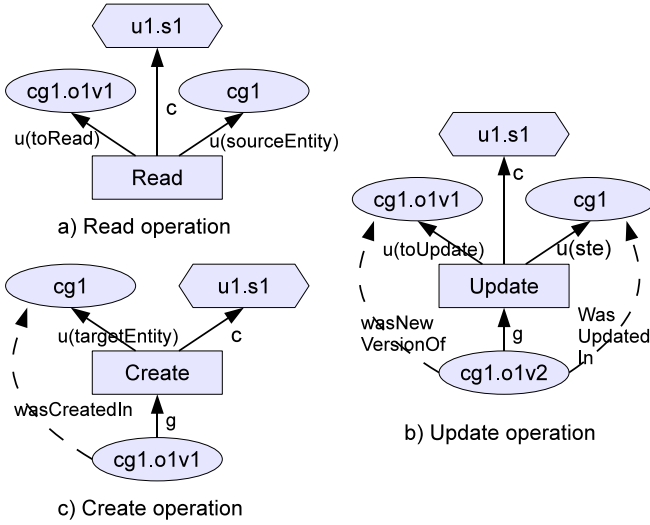 u1.s1
cg1.o1v1
cg1
c
u(toRead)
u(sourceEntity)
Read
a) Read operation
cg1
u1.s1
u(targetEntity)
c
Create
wasCreatedIn
g
cg1.o1v1
c) Create operation
u1.s1
c
cg1.o1v1
cg1
u(toUpdate)
u(ste)
Update
wasNew
VersionOf
g
Was
Updated
In
cg1.o1v2
b) Update operation